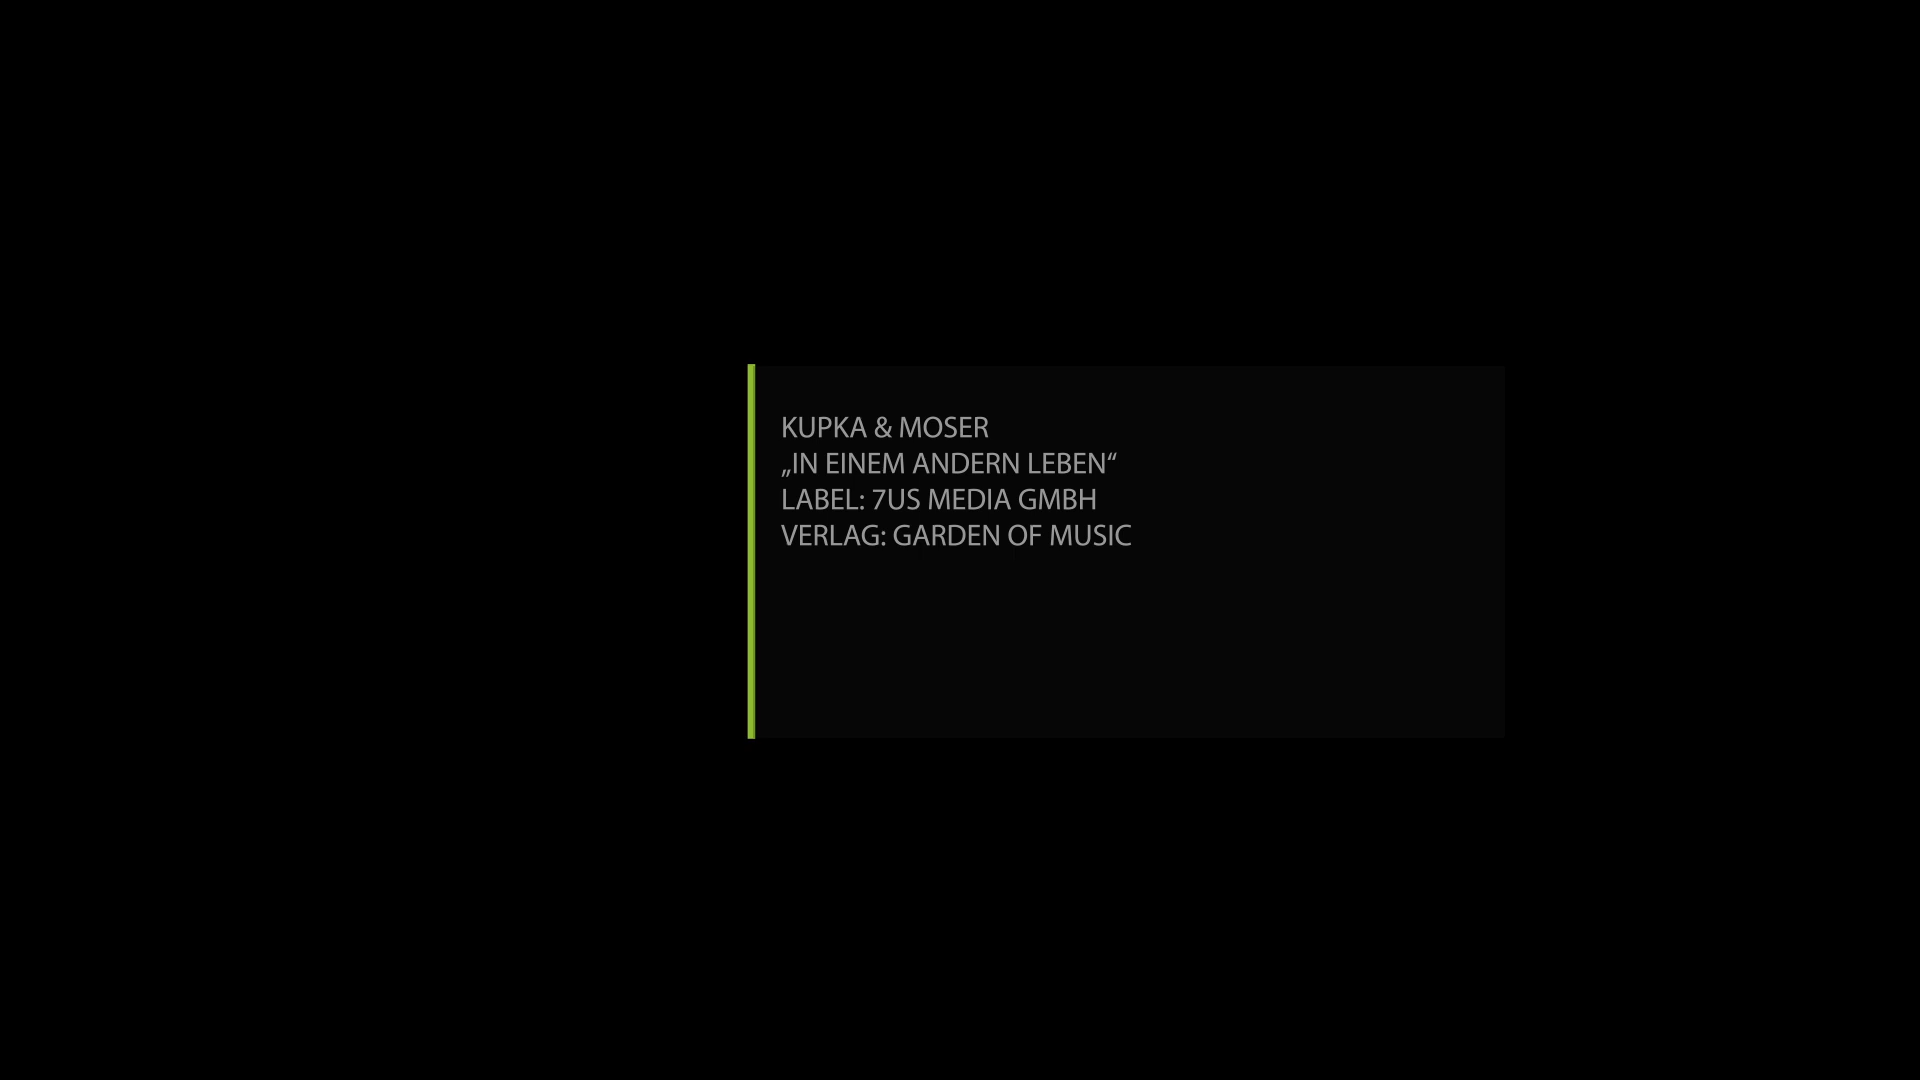 KUPKA & MOSER
„IN EINEM ANDERN LEBEN“
LABEL: 7US MEDIA GMBH
VERLAG: GARDEN OF MUSIC